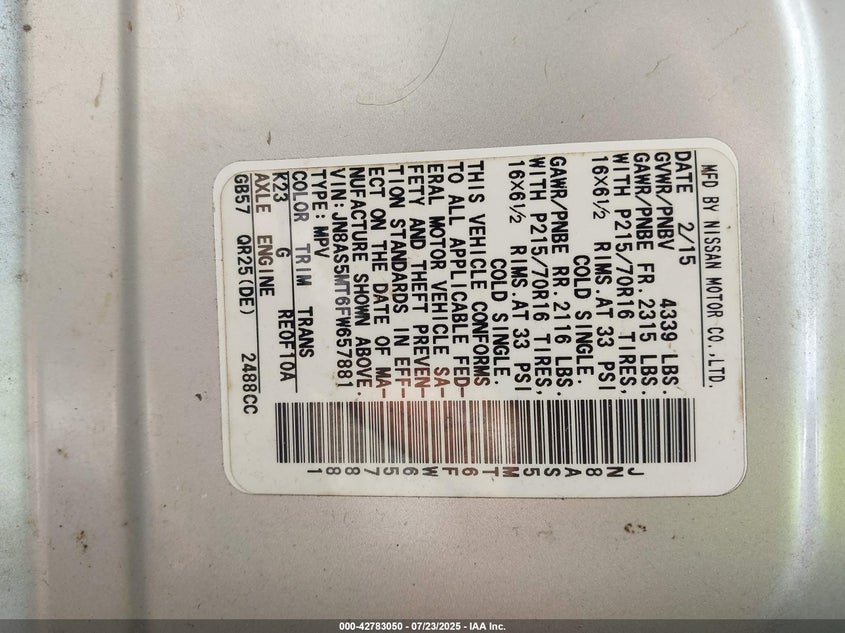 MFD BY NISSAN MOTOR CO.,LTD.
DATE 2/15
GVWR/PNBV 4339 LBS.
GAWR/PNBE FR. 2315 LBS.
WITH P215/70R16 TIRES,
16X6½ RIMS.AT 33 PSI
COLD SINGLE.
GAWR/PNBE RR. 2116 LBS.
WITH P215/70R16 TIRES,
16X6½ RIMS.AT 33 PSI
COLD SINGLE.
THIS VEHICLE CONFORMS
TO ALL APPLICABLE FED-
ERAL MOTOR VEHICLE SA-
FETY AND THEFT PREVEN-
TION STANDARDS IN EFF-
ECT ON THE DATE OF MA-
NUFACTURE SHOWN ABOVE.
VIN: JN8AS5MT6FW657881
TYPE: MPV
COLOR TRIM TRANS
K23 G RE0F10A
AXLE ENGINE
GB57 QR25(DE) 2488CC
JN8AS5MT6FW657881
000-42783050 - 07/23/2025 - IAA Inc.